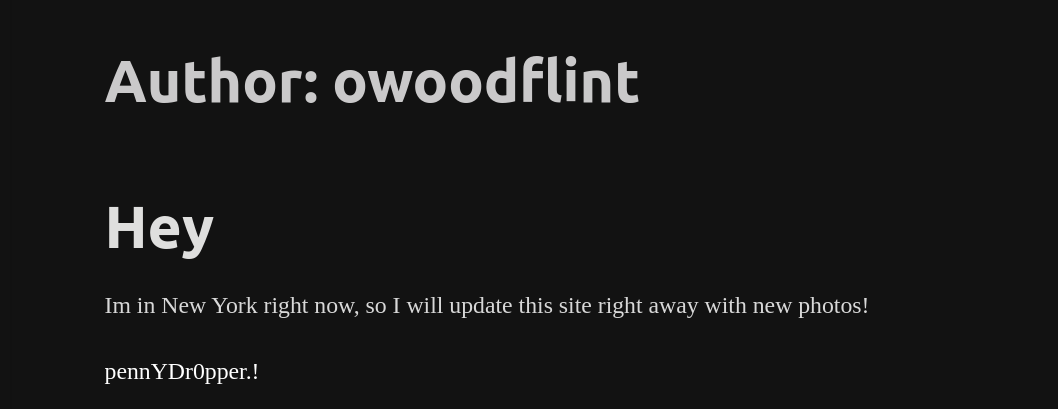 Author: owoodflint
Hey
Im in New York right now, so I will update this site right away with new photos!
pennYDr0pper.!